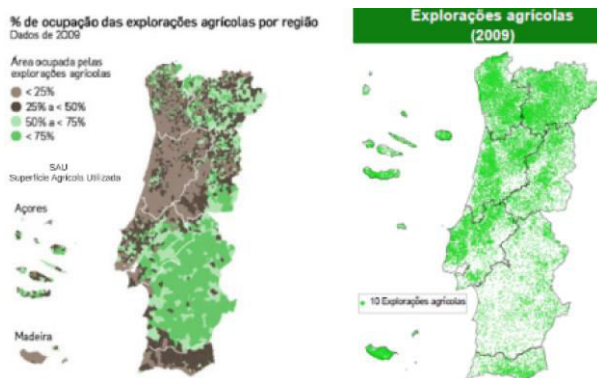 % de ocupação das explorações agrícolas por região
Dados de 2009
Área ocupada pelas
explorações agrícolas
< 25%
25% a < 50%
50% a < 75%
< 75%
SAU
Superfície Agrícola Utilizada
Açores
Madeira
Explorações agrícolas
(2009)
10 Explorações agrícolas